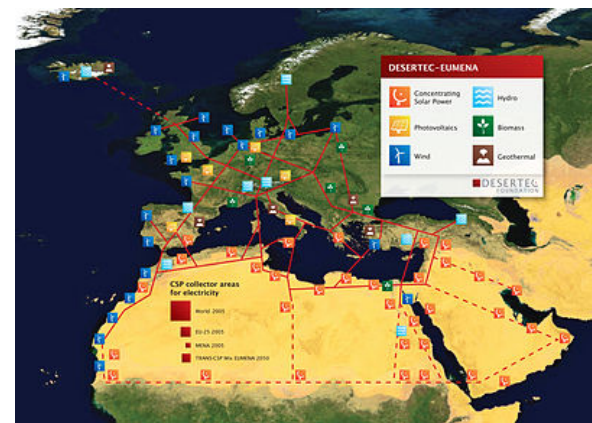 DESERTEC-EUMENA
Concentrating
Solar Power
Hydro
Photovoltaics
Biomass
Wind
Geothermal
DESERTEC
FOUNDATION
CSP collector areas
for electricity
World 2005
EU-25 2005
MENA 2005
TRANS-CSP Mix EUMENA 2050